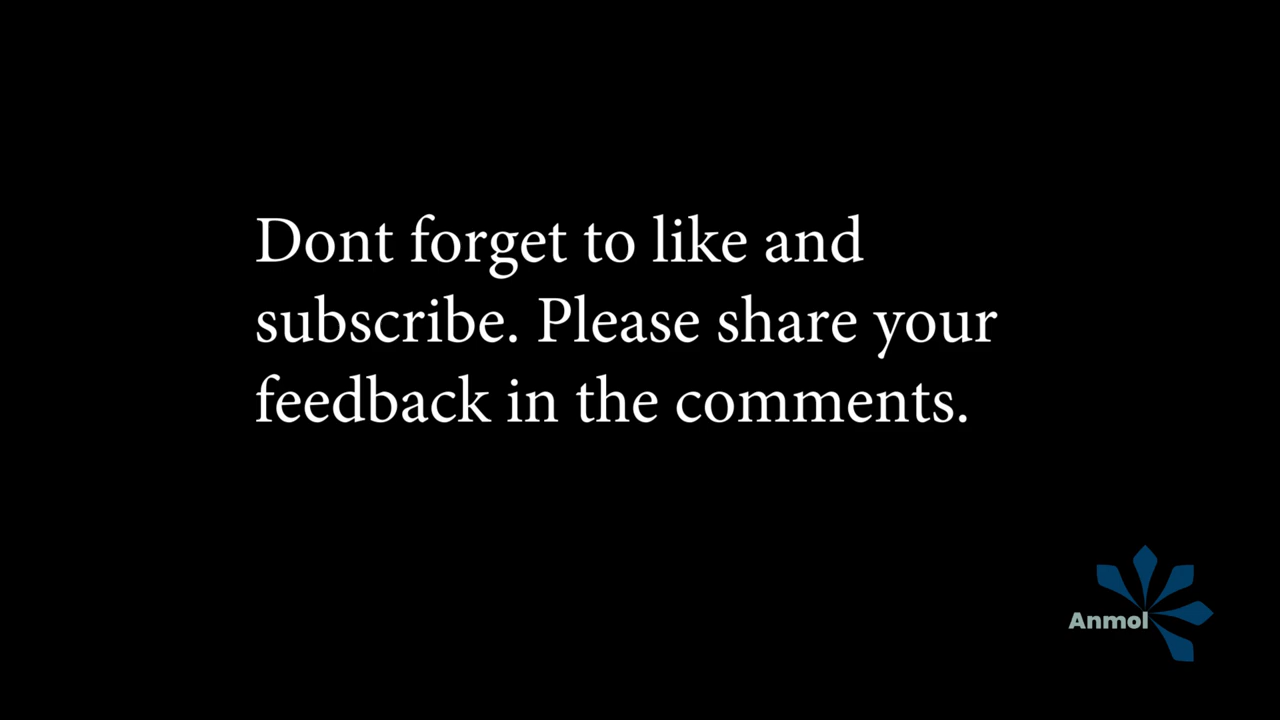 Dont forget to like and
subscribe. Please share your
feedback in the comments.
Anmol